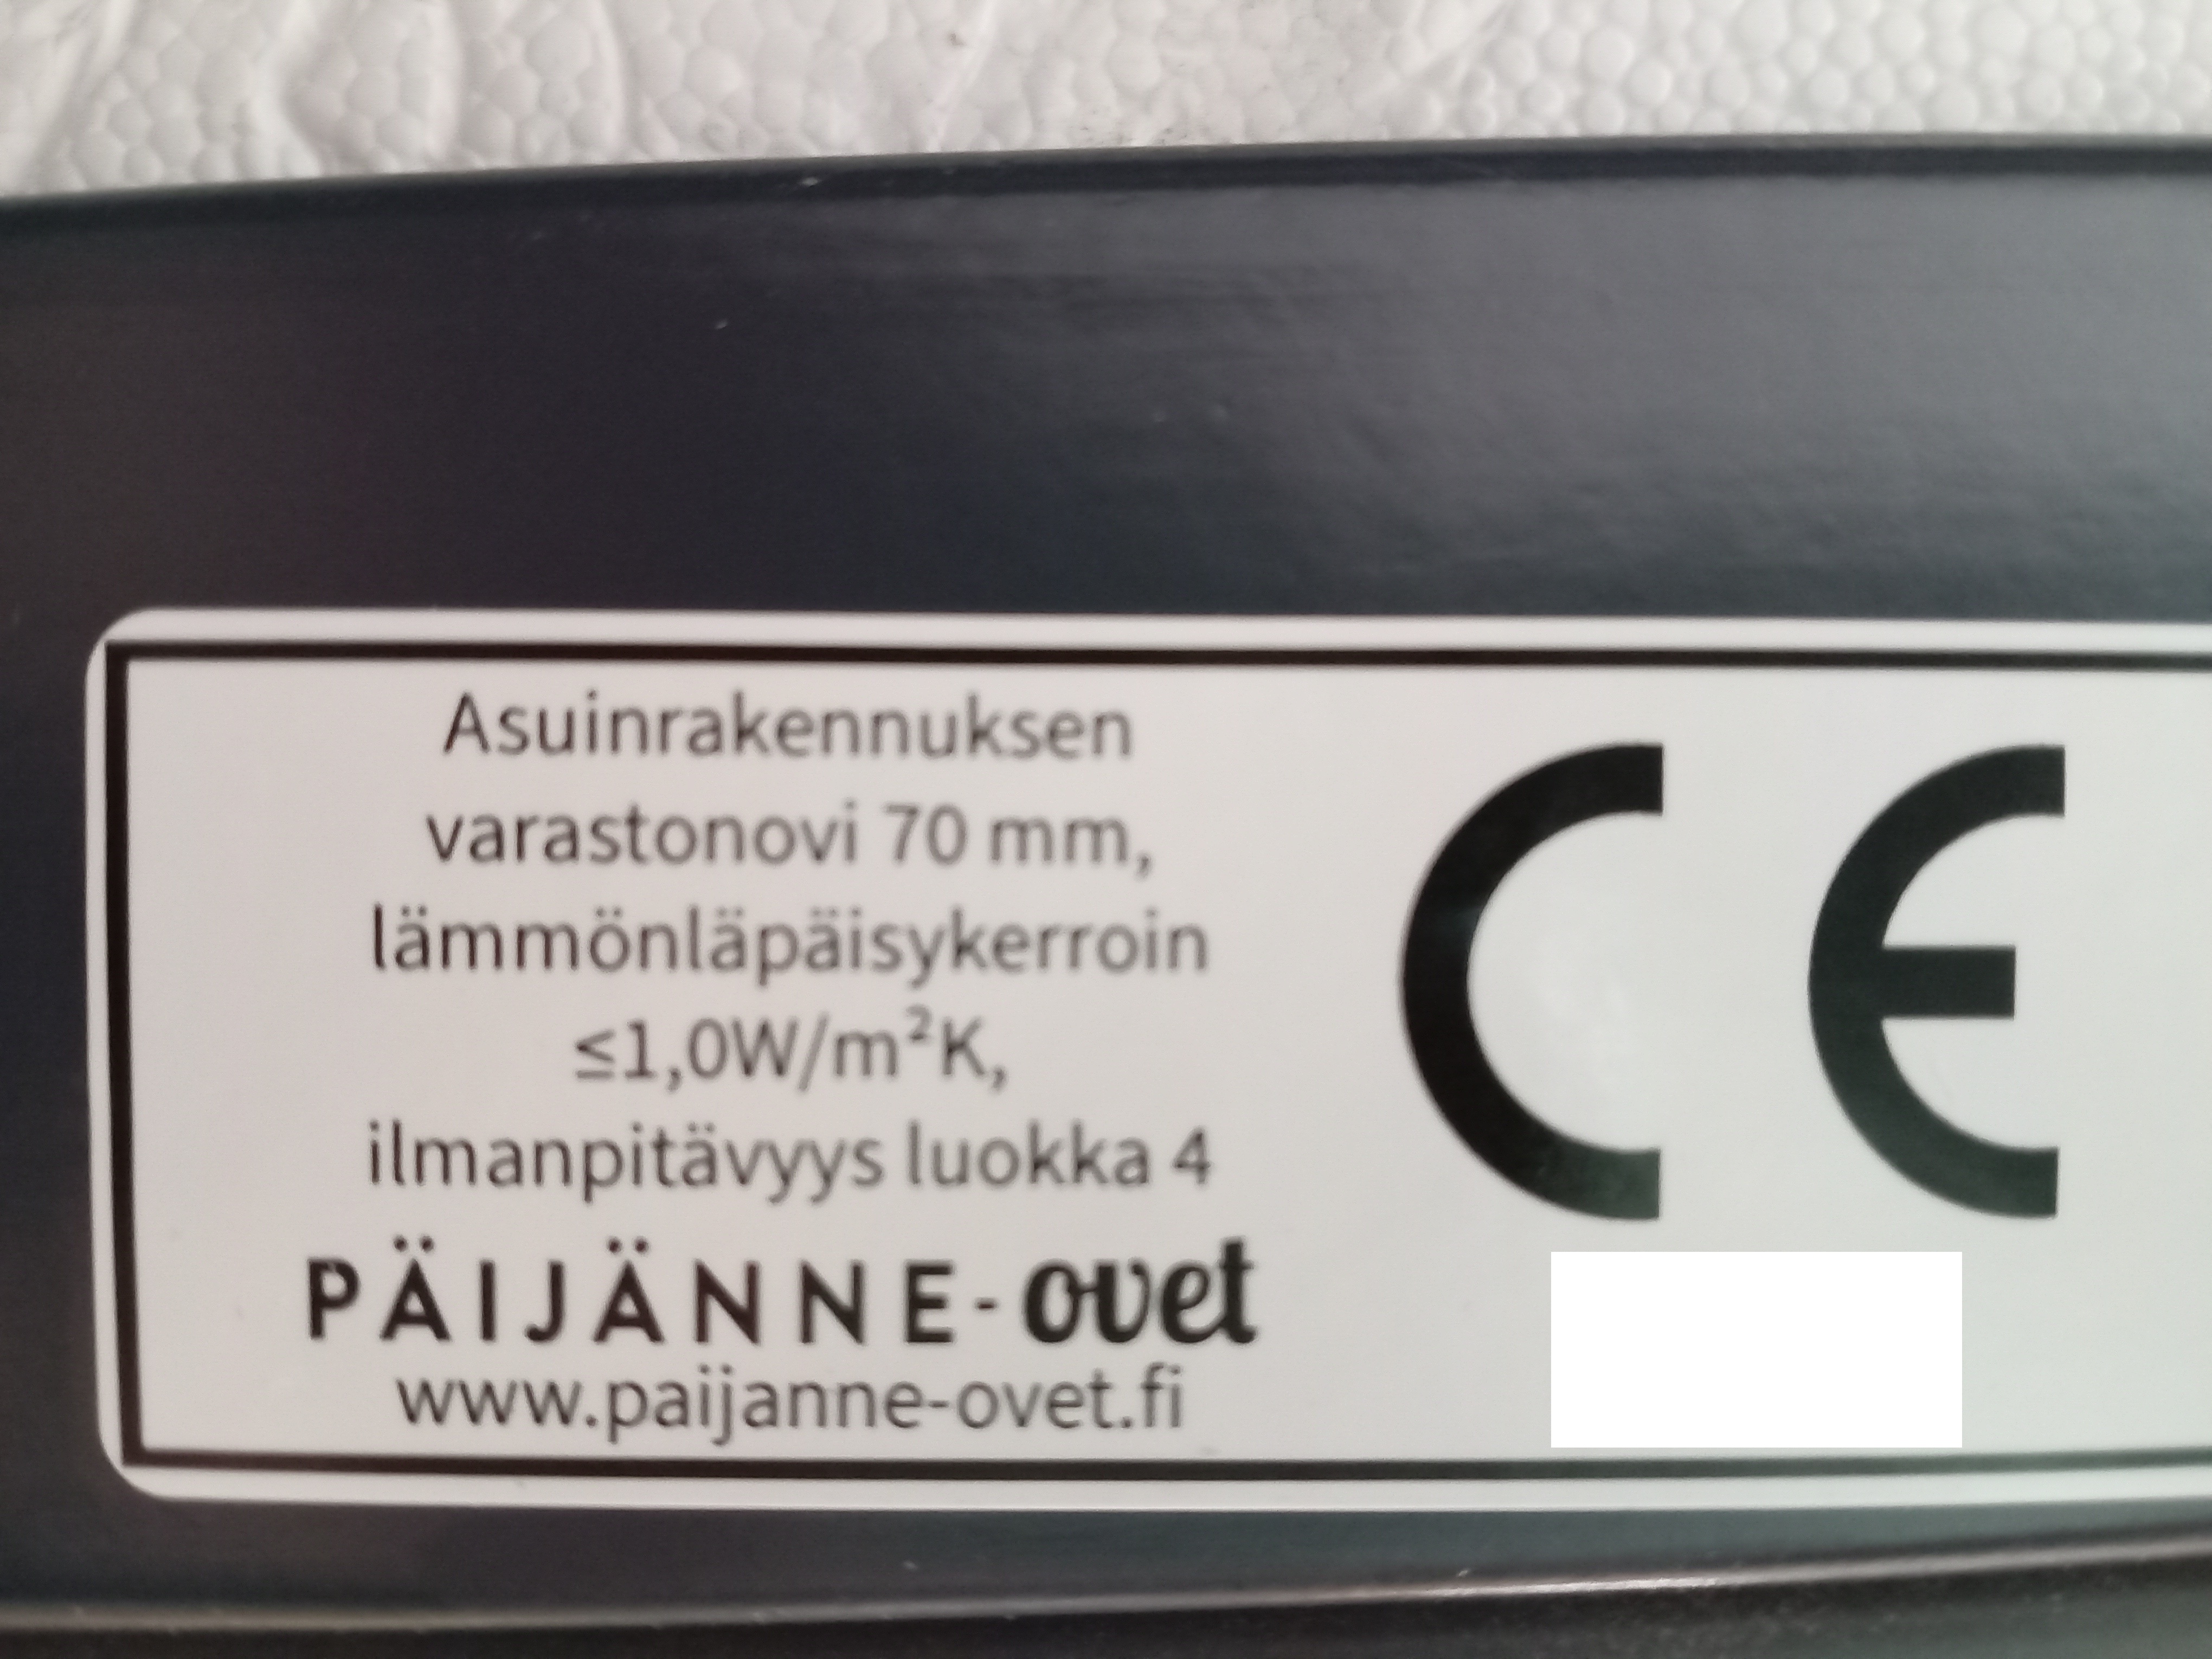 Asuinrakennuksen
varastonovi 70 mm,
lämmönläpäisykerroin
≤1,0W/m²K,
ilmanpitävyys luokka 4
PÄIJÄNNE-ovet
www.paijanne-ovet.fi
CE